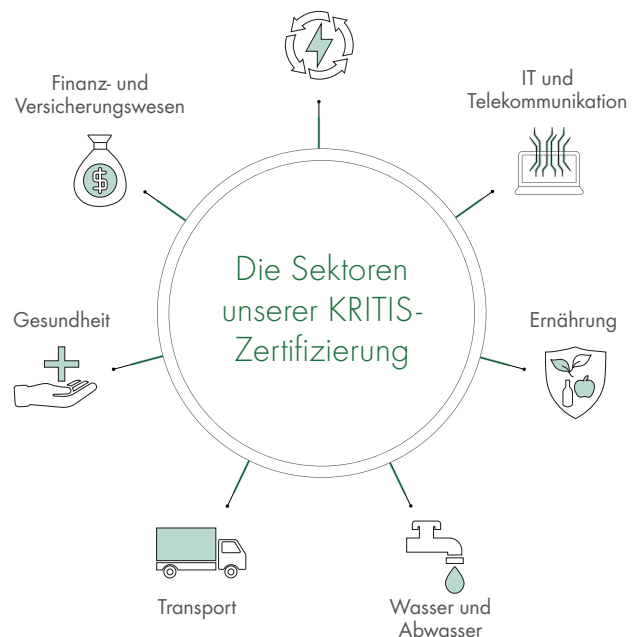 Finanz- und
Versicherungswesen
IT und
Telekommunikation
$
Die Sektoren
unserer KRITIS-
Zertifizierung
Gesundheit
Ernährung
Transport
Wasser und
Abwasser